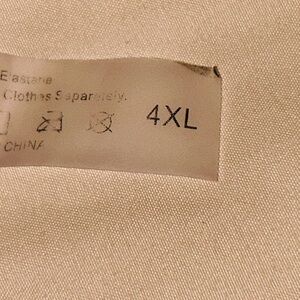 Elastane
Clothes Separately.
4XL
CHINA